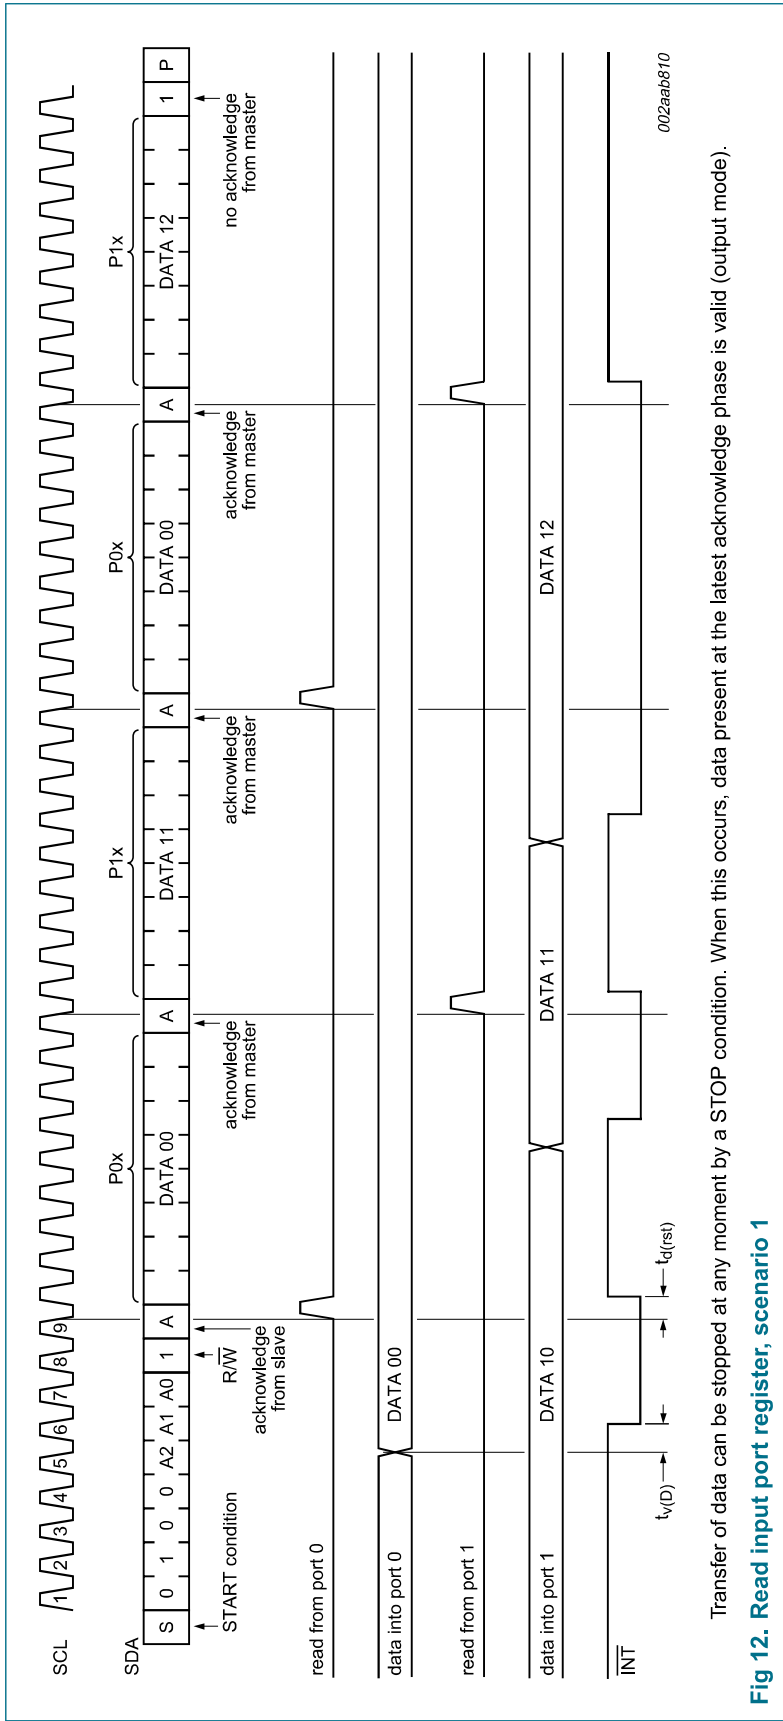 SCL
1 2 3 4 5 6 7 8 9
P0x P1x P0x P1x
SDA
S 0 1 0 0 A2 A1 A0 1 A DATA 00 A DATA 11 A DATA 00 A DATA 12 1 P
START condition
R/W
acknowledge
from slave
acknowledge
from master
acknowledge
from master
acknowledge
from master
no acknowledge
from master
read from port 0
data into port 0
DATA 00
read from port 1
data into port 1
DATA 10 DATA 11 DATA 12
INT
tv(D) td(rst)
002aab810
Transfer of data can be stopped at any moment by a STOP condition. When this occurs, data present at the latest acknowledge phase is valid (output mode).
Fig 12. Read input port register, scenario 1